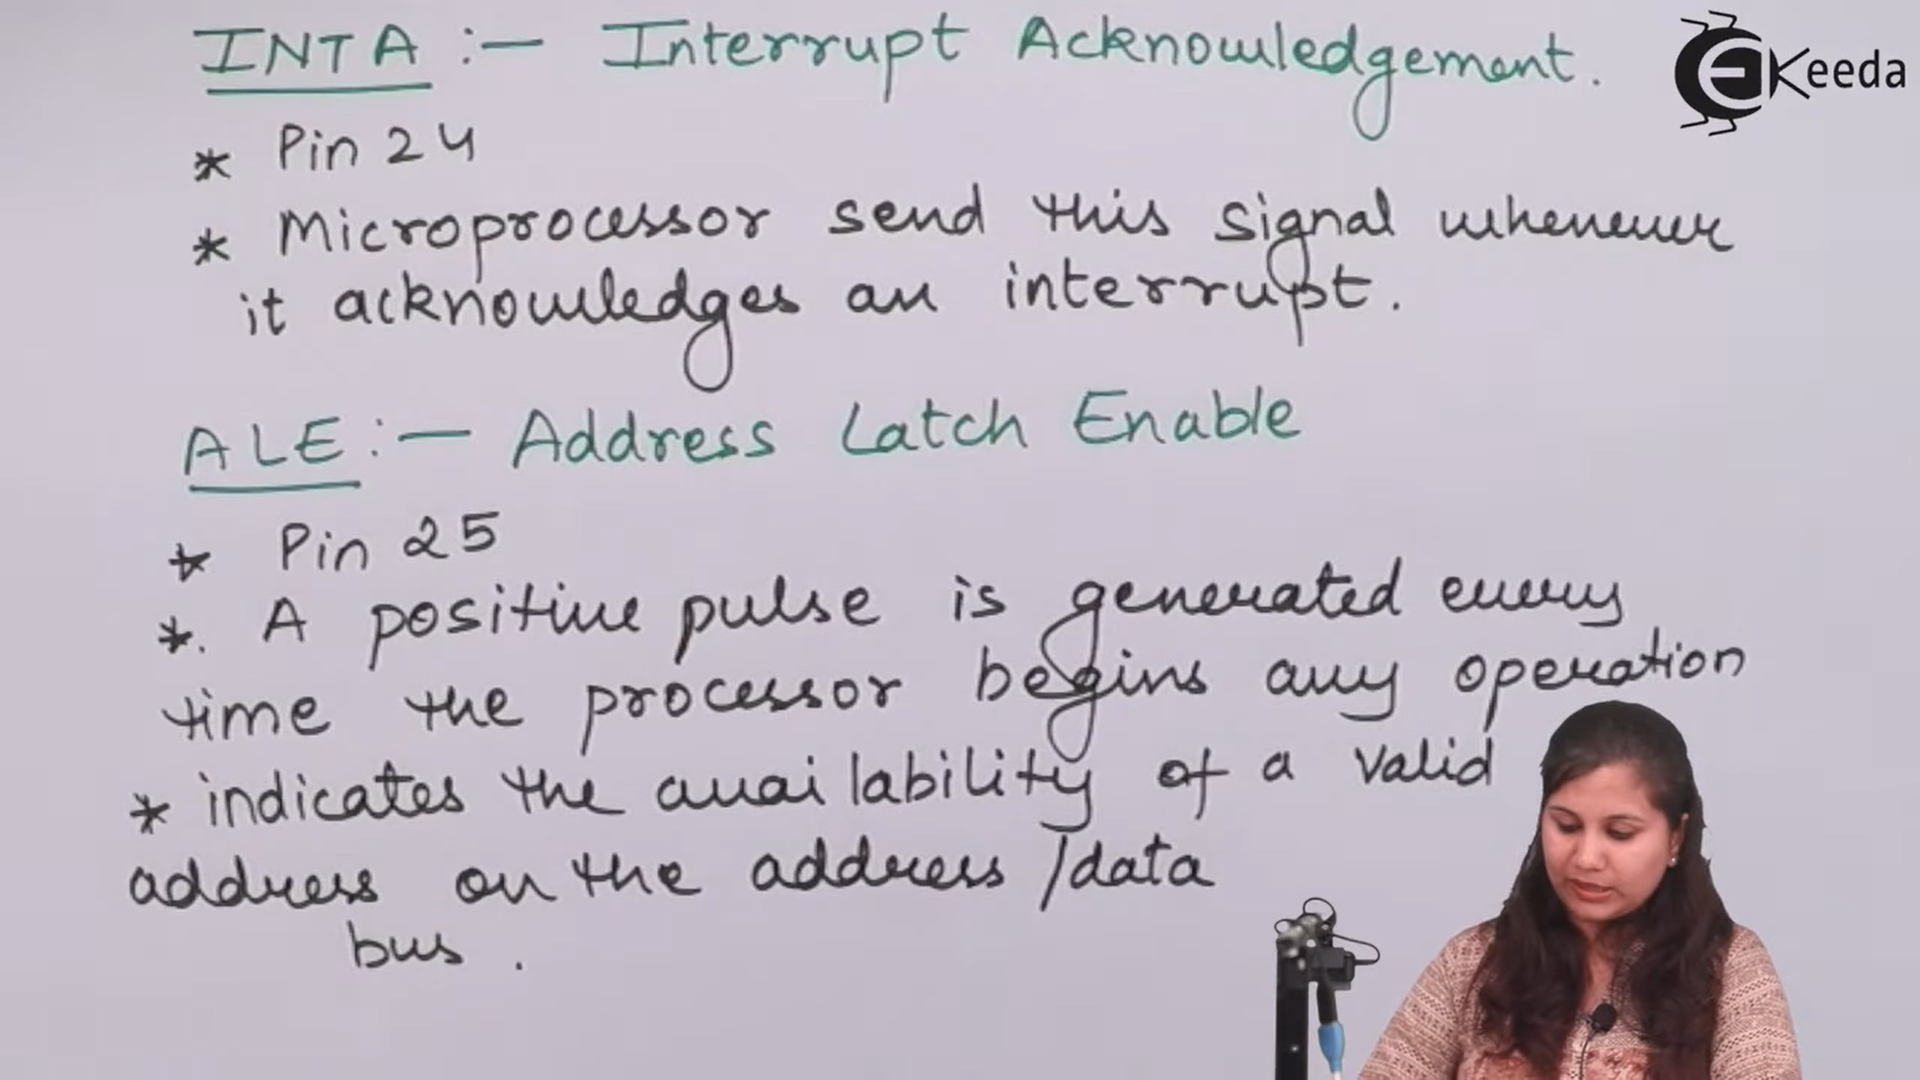 INTA :- Interrupt Acknowledgement.
EKeeda
* Pin 24
* Microprocessor send this signal whenever
it acknowledges an interrupt.
ALE :- Address Latch Enable
* Pin 25
*. A positive pulse is generated every
time the processor begins any operation
* indicates the availability of a valid
address on the address/data
bus.